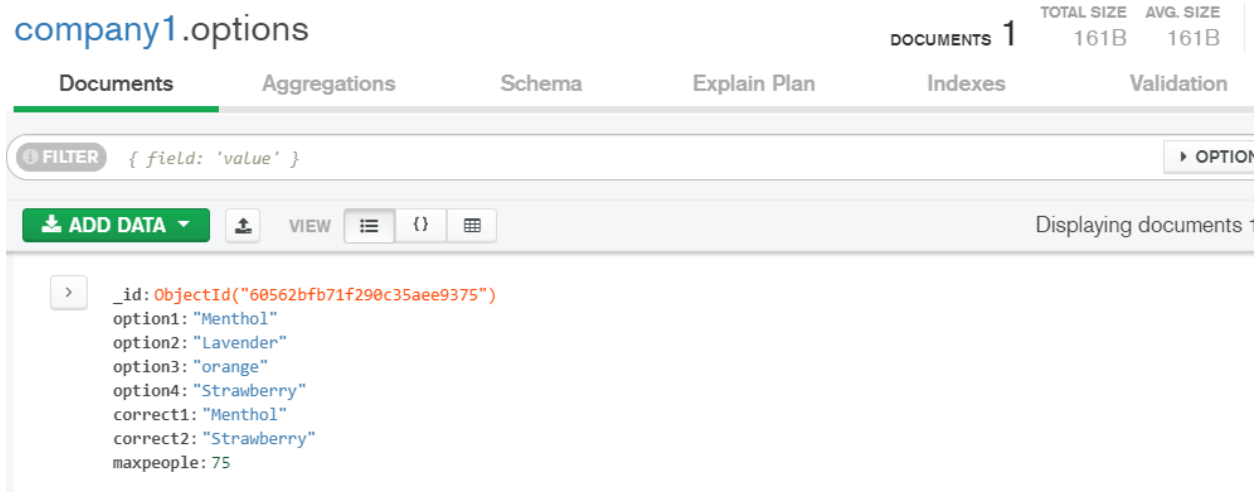 company1.options
DOCUMENTS 1
TOTAL SIZE AVG. SIZE
161B 161B
Documents Aggregations Schema Explain Plan Indexes Validation
FILTER { field: 'value' }
OPTION
ADD DATA VIEW {}
Displaying documents 1
_id: ObjectId("60562bfb71f290c35aee9375")
option1: "Menthol"
option2: "Lavender"
option3: "orange"
option4: "Strawberry"
correct1: "Menthol"
correct2: "Strawberry"
maxpeople: 75